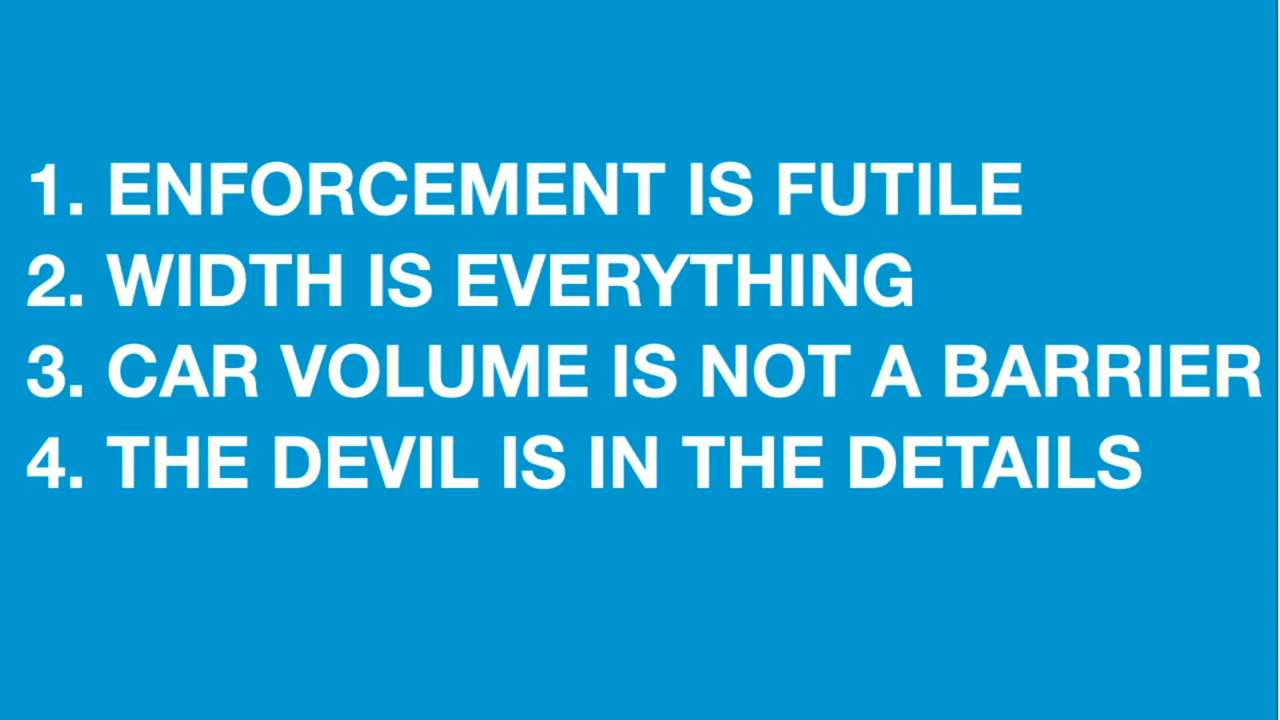 1. ENFORCEMENT IS FUTILE
2. WIDTH IS EVERYTHING
3. CAR VOLUME IS NOT A BARRIER
4. THE DEVIL IS IN THE DETAILS